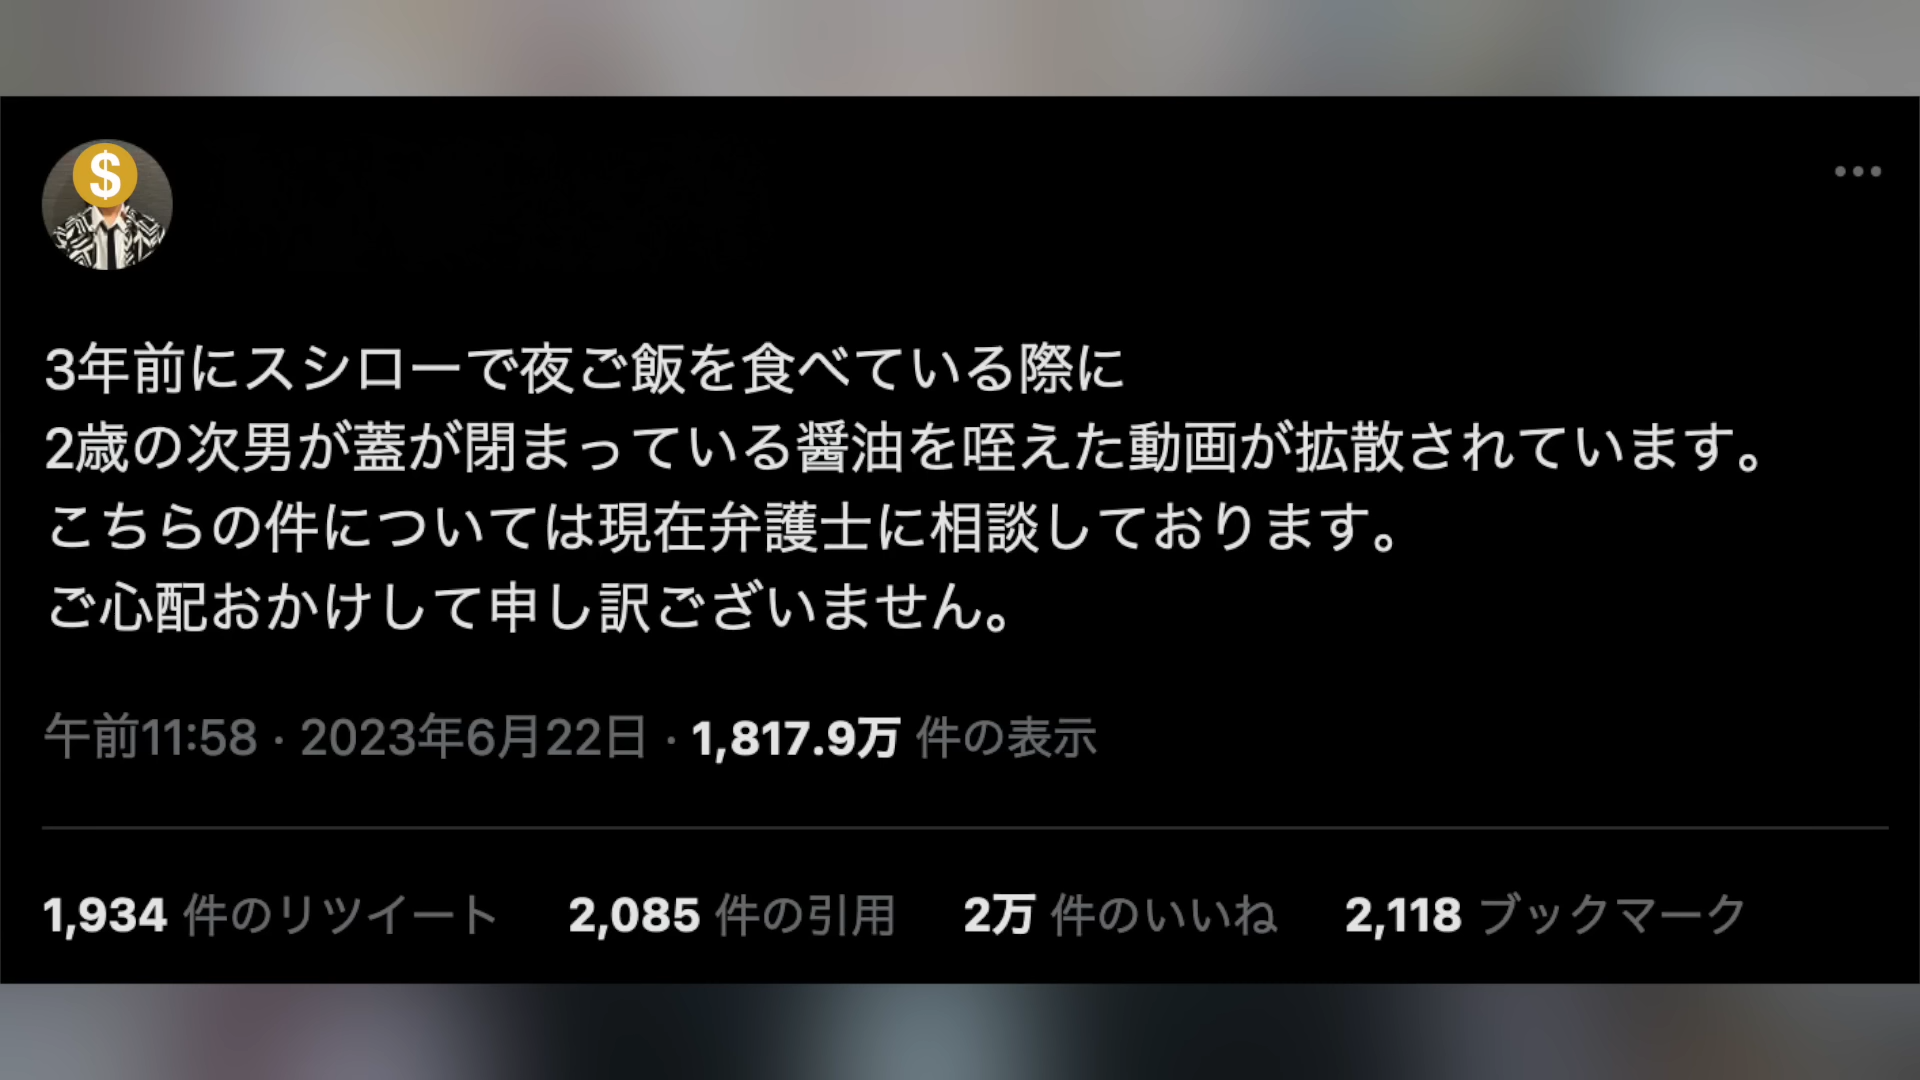 $
3年前にスシローで夜ご飯を食べている際に
2歳の次男が蓋が閉まっている醤油を咥えた動画が拡散されています。
こちらの件については現在弁護士に相談しております。
ご心配おかけして申し訳ございません。
午前11:58 · 2023年6月22日 · 1,817.9万 件の表示
1,934 件のリツイート 2,085 件の引用 2万 件のいいね 2,118 ブックマーク